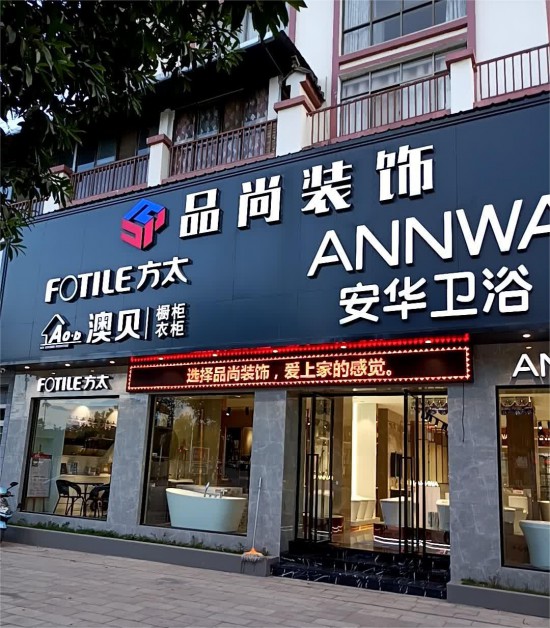 品尚装饰
FOTILE方太
ANNWA
Ao·b 澳贝 橱柜
衣柜
安华卫浴
选择品尚装饰，爱上家的感觉。
FOTILE方太
AN